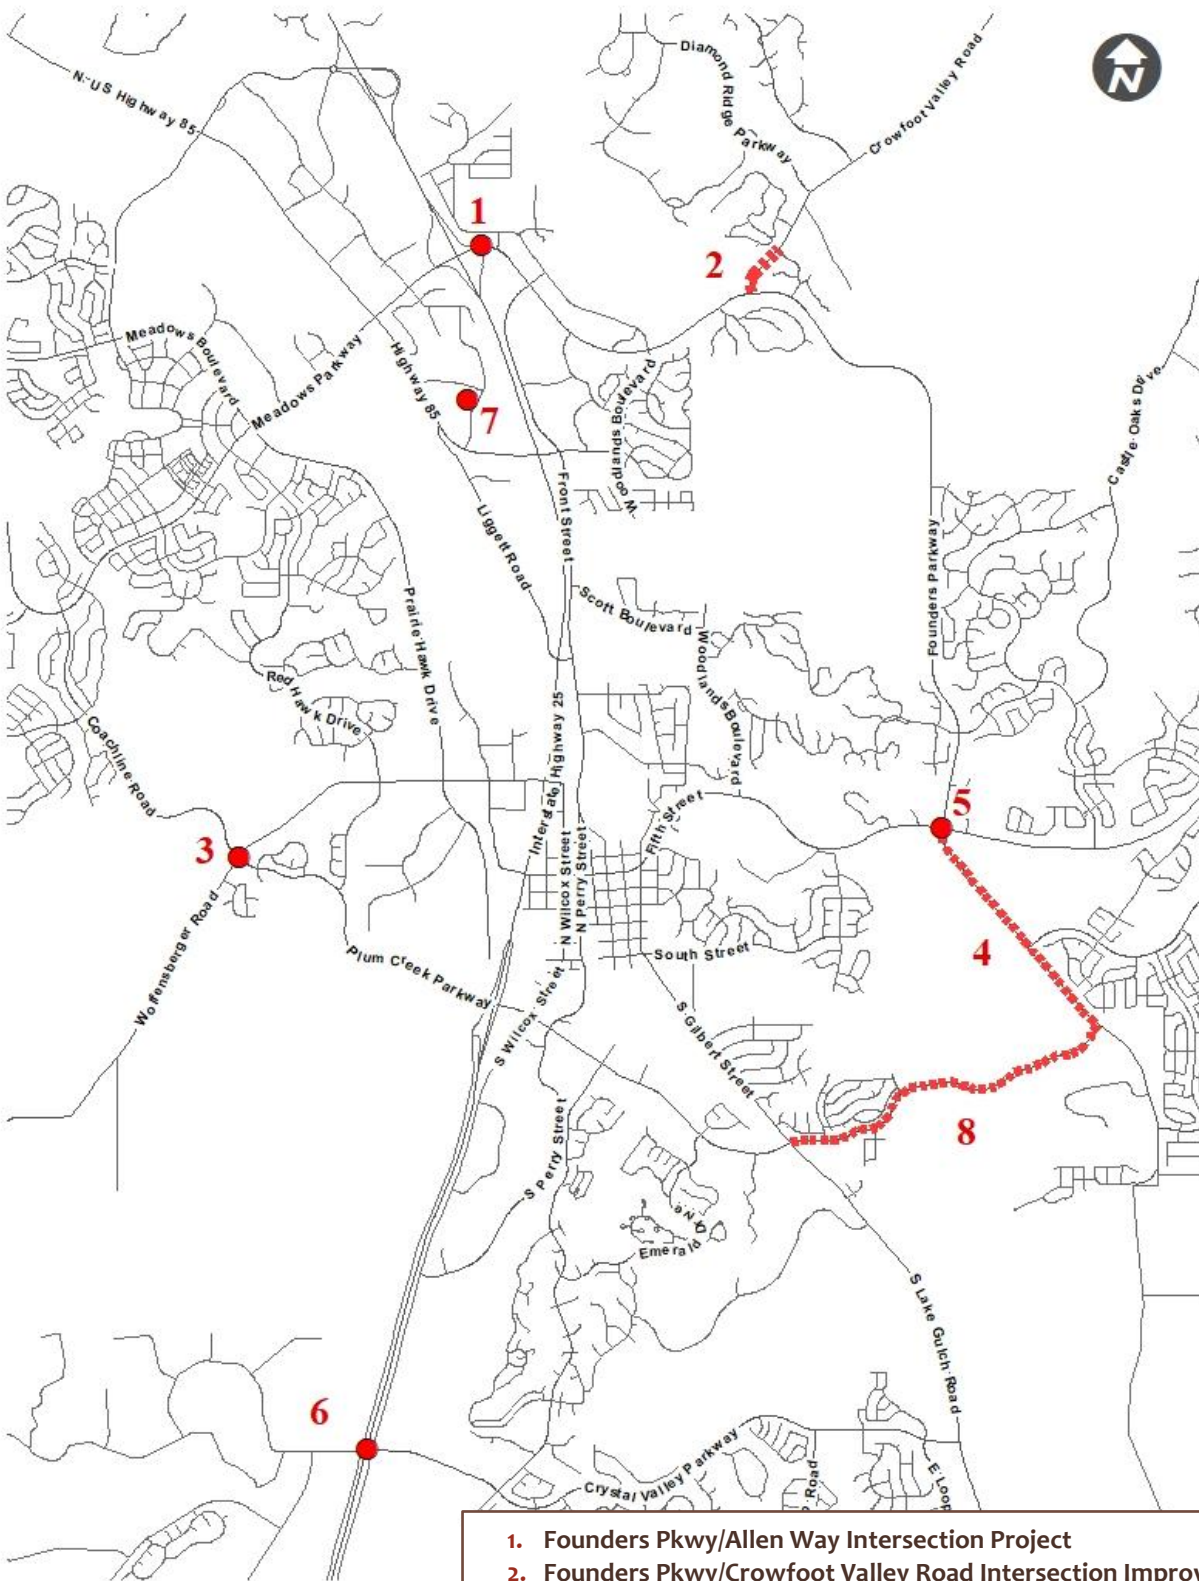 N
Diamond Ridge Parkway
Crowfoot Valley Road
N US Highway 85
1
2
Meadows Boulevard
Meadows Parkway
Highway 85
7
Woodlands Boulevard
Castle Oaks Drive
Front Street
Liggett Road
Founders Parkway
Scott Boulevard
Prairie Hawk Drive
Woodlands Boulevard
Red Hawk Drive
Coachline Road
Interstate Highway 25
5
Fifth Street
3
N Wilcox Street
N Perry Street
Wolfensberger Road
Plum Creek Parkway
South Street
4
S Wilcox Street
S Gilbert Street
8
S Perry Street
Emerald
S Lake Gulch Road
6
Crystal Valley Parkway
Road
E Loop
1. Founders Pkwy/Allen Way Intersection Project
2. Founders Pkwy/Crowfoot Valley Road Intersection Improv